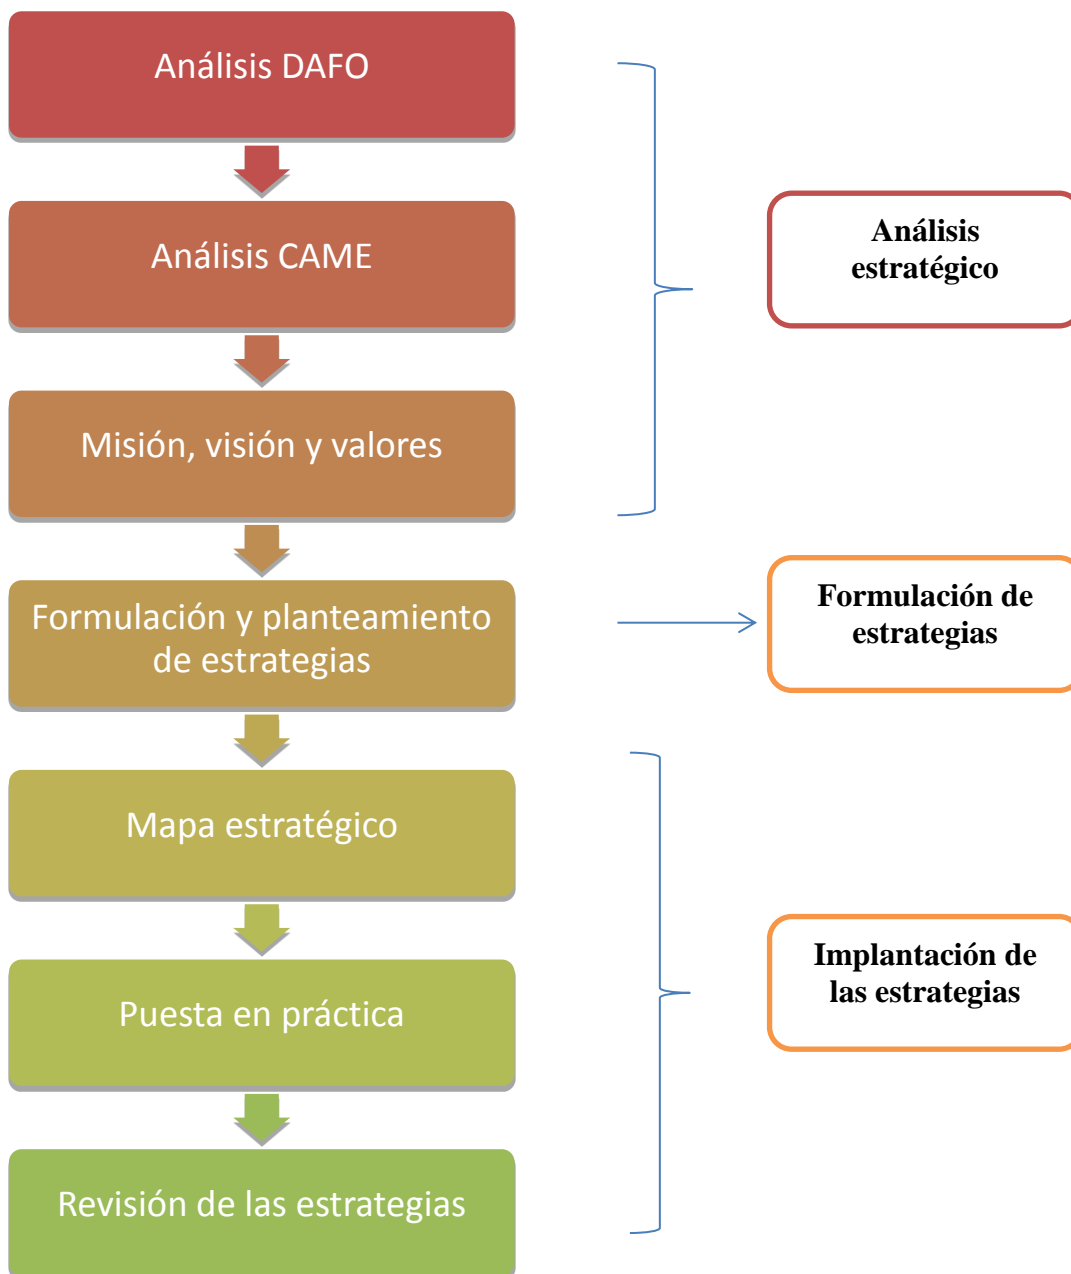 Análisis DAFO
Análisis CAME
Misión, visión y valores
Formulación y planteamiento
de estrategias
Mapa estratégico
Puesta en práctica
Revisión de las estrategias
Análisis
estratégico
Formulación de
estrategias
Implantación de
las estrategias